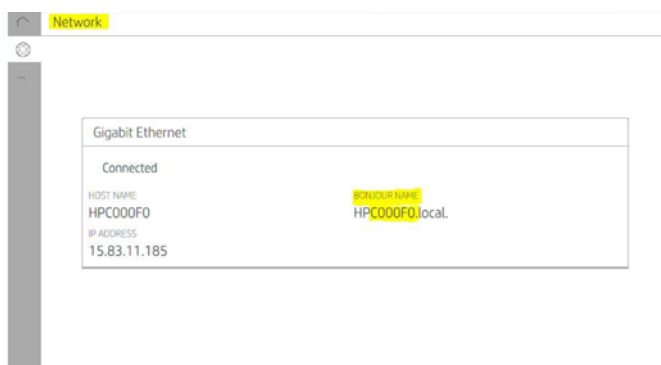 Network
Gigabit Ethernet
Connected
HOST NAME
HPC000F0
BONJOUR NAME
HPC000F0.local.
IP ADDRESS
15.83.11.185